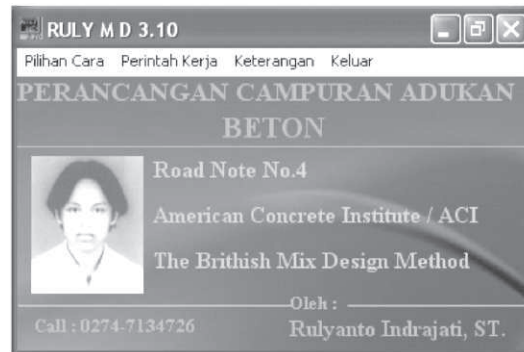 RULY M D 3.10
Pilihan Cara Perintah Kerja Keterangan Keluar
PERANCANGAN CAMPURAN ADUKAN
BETON
Road Note No.4
American Concrete Institute / ACI
The Brithish Mix Design Method
Oleh :
Call : 0274-7134726 Rulyanto Indrajati, ST.